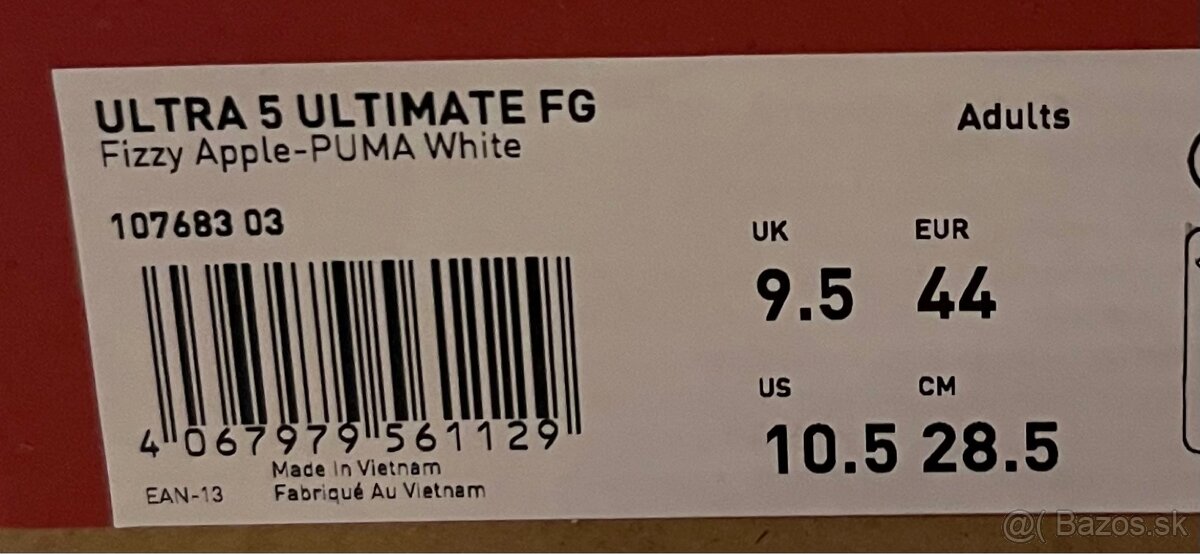 ULTRA 5 ULTIMATE FG
Fizzy Apple-PUMA White
Adults
107683 03
UK EUR
9.5 44
US CM
10.5 28.5
4 067979 561129
Made In Vietnam
EAN-13 Fabriqué Au Vietnam
@( Bazos.sk